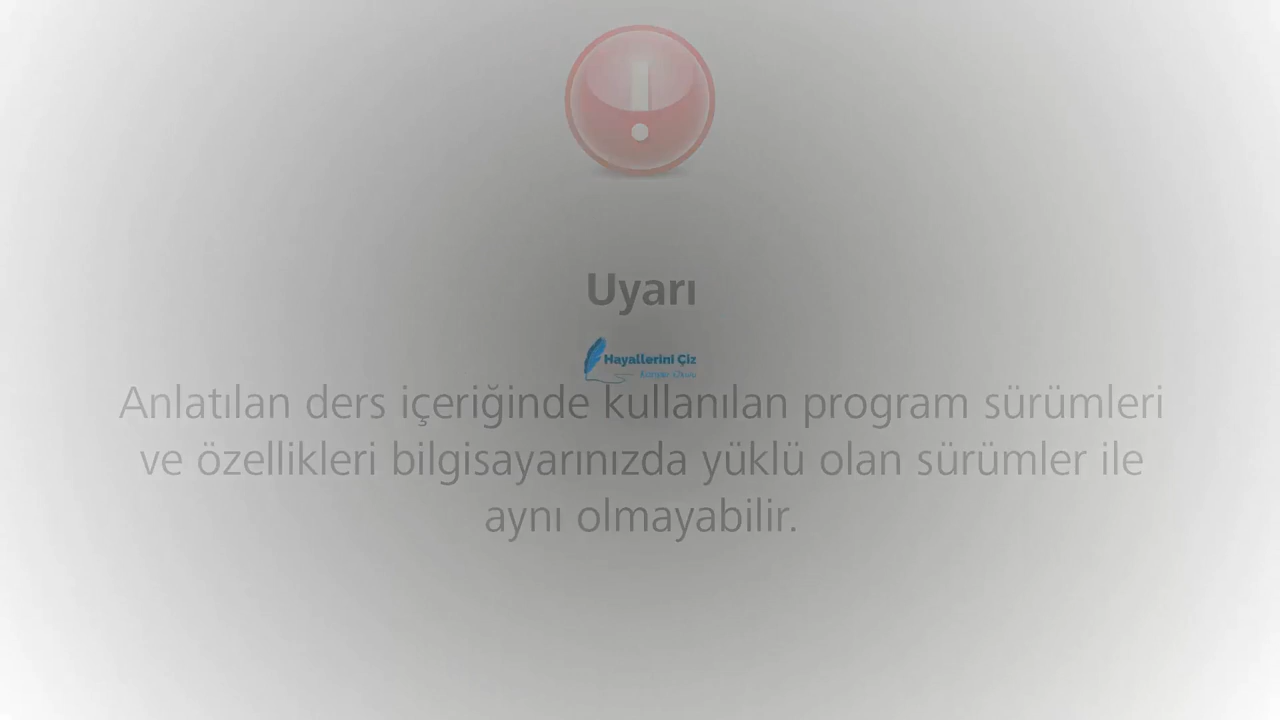 Uyarı
Hayallerini Çiz
Anlatılan ders içeriğinde kullanılan program sürümleri
ve özellikleri bilgisayarınızda yüklü olan sürümler ile
aynı olmayabilir.